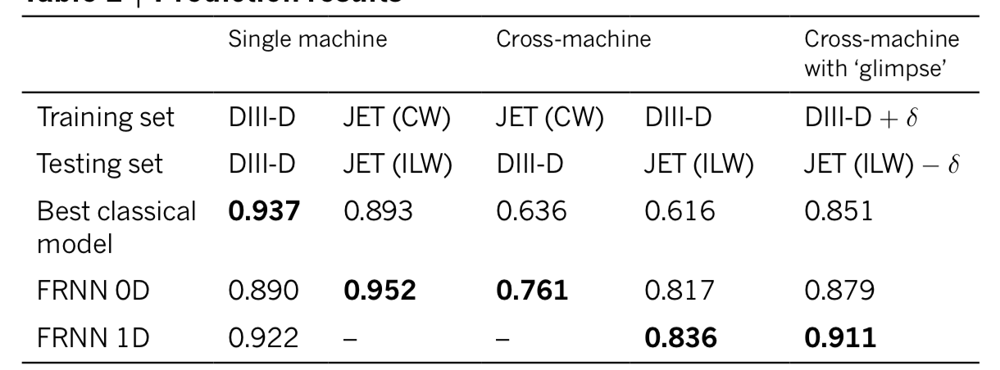 Table 2 | Prediction results
Single machine Cross-machine Cross-machine
with ‘glimpse’
Training set DIII-D JET (CW) JET (CW) DIII-D DIII-D + δ
Testing set DIII-D JET (ILW) DIII-D JET (ILW) JET (ILW) − δ
Best classical 0.937 0.893 0.636 0.616 0.851
model
FRNN 0D 0.890 0.952 0.761 0.817 0.879
FRNN 1D 0.922 – – 0.836 0.911